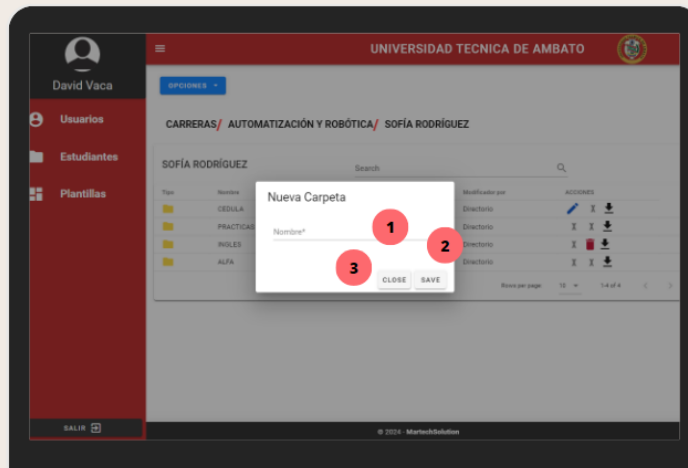 UNIVERSIDAD TECNICA DE AMBATO
David Vaca
OPCIONES
Usuarios
Estudiantes
Plantillas
CARRERAS/ AUTOMATIZACIÓN Y ROBÓTICA/ SOFÍA RODRÍGUEZ
SOFÍA RODRÍGUEZ
Search
Tipo Nombre Modificador por ACCIONES
CEDULA Directorio
PRACTICAS Directorio
INGLES Directorio
ALFA Directorio
Nueva Carpeta
Nombre*
1
2
3
CLOSE SAVE
Rows per page: 10 1-4 of 4
SALIR
© 2024 - MartechSolution